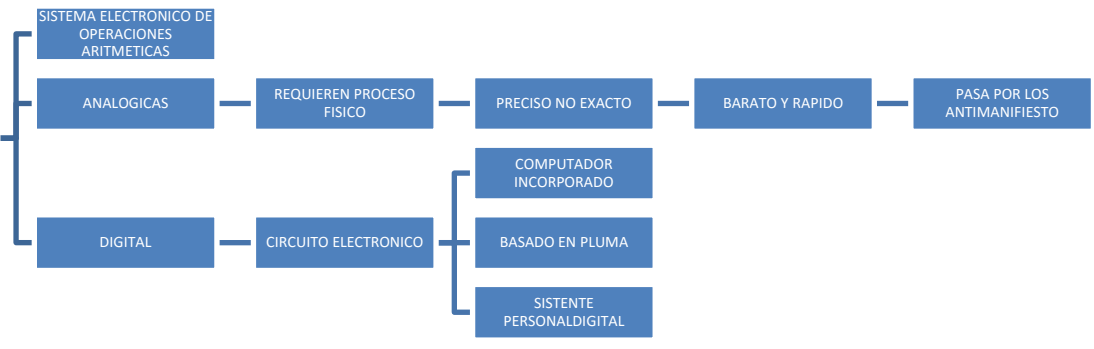 SISTEMA ELECTRONICO DE
OPERACIONES
ARITMETICAS
ANALOGICAS
REQUIEREN PROCESO
FISICO
PRECISO NO EXACTO
BARATO Y RAPIDO
PASA POR LOS
ANTIMANIFIESTO
DIGITAL
CIRCUITO ELECTRONICO
COMPUTADOR
INCORPORADO
BASADO EN PLUMA
SISTENTE
PERSONALDIGITAL